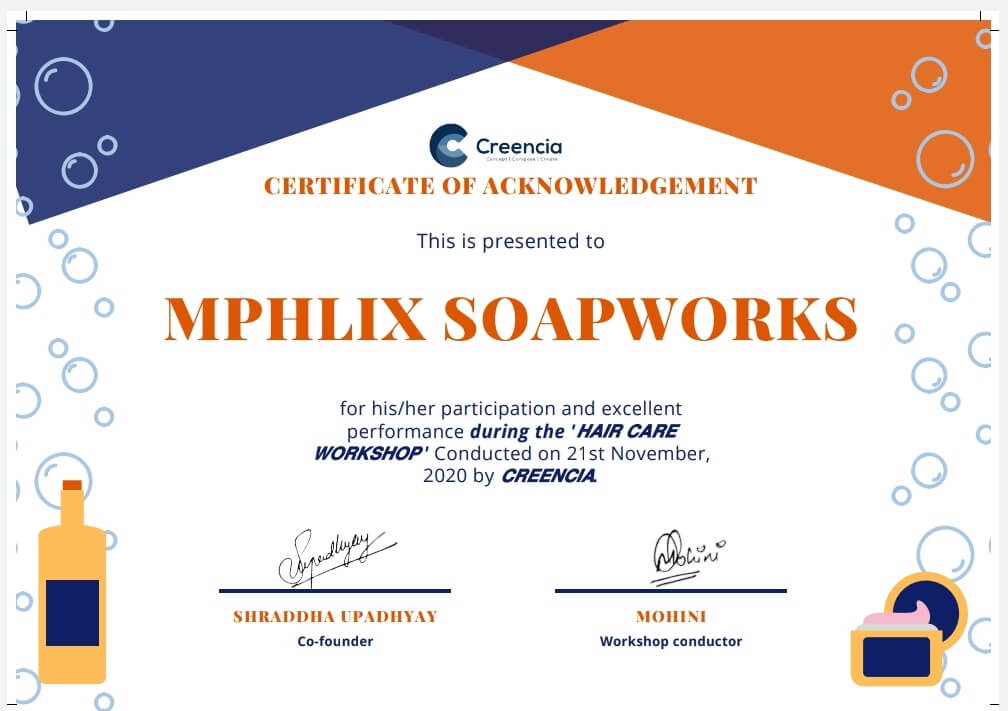 Creencia
Concept | Compose | Create
CERTIFICATE OF ACKNOWLEDGEMENT
This is presented to
MPHLIX SOAPWORKS
for his/her participation and excellent
performance during the 'HAIR CARE
WORKSHOP' Conducted on 21st November,
2020 by CREENCIA.
Supadhyay Mohini
SHRADDHA UPADHYAY MOHINI
Co-founder Workshop conductor